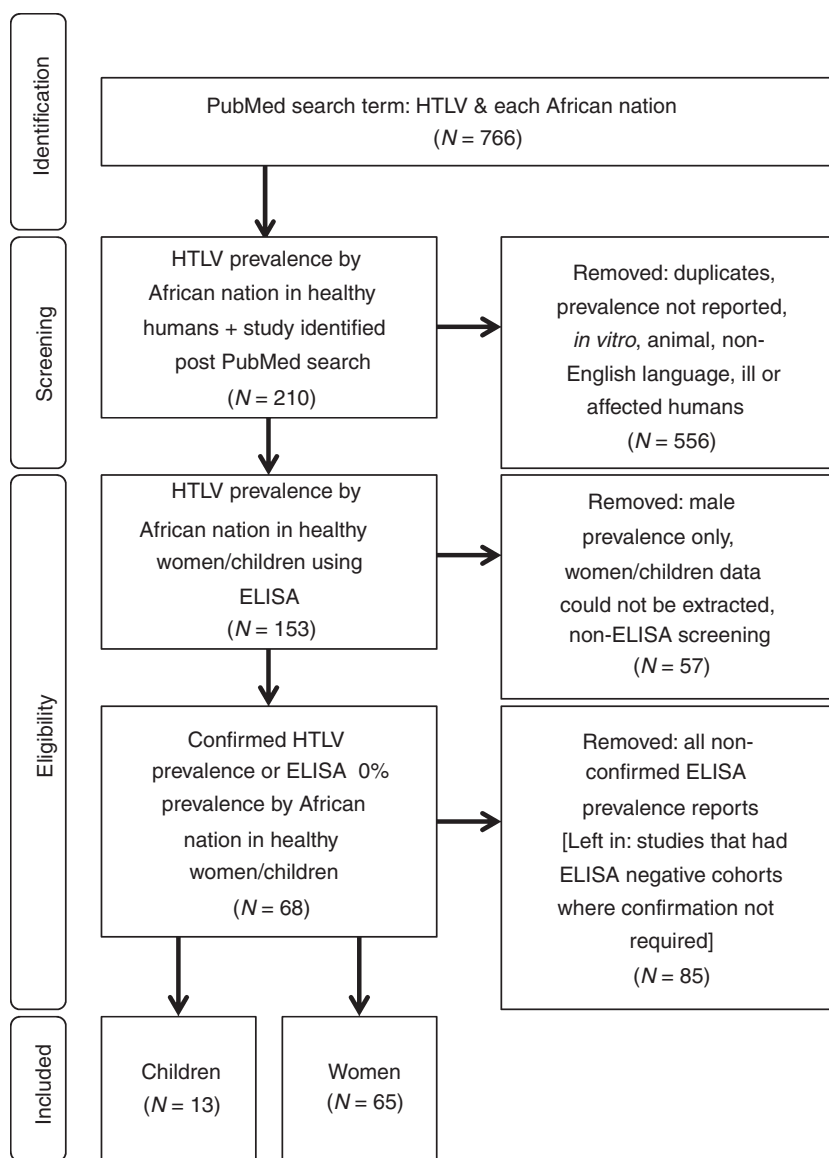 Identification
PubMed search term: HTLV & each African nation
(N = 766)
Screening
HTLV prevalence by
African nation in healthy
humans + study identified
post PubMed search
(N = 210)
Removed: duplicates,
prevalence not reported,
in vitro, animal, non-
English language, ill or
affected humans
(N = 556)
Eligibility
HTLV prevalence by
African nation in healthy
women/children using
ELISA
(N = 153)
Removed: male
prevalence only,
women/children data
could not be extracted,
non-ELISA screening
(N = 57)
Confirmed HTLV
prevalence or ELISA 0%
prevalence by African
nation in healthy
women/children
(N = 68)
Removed: all non-
confirmed ELISA
prevalence reports
[Left in: studies that had
ELISA negative cohorts
where confirmation not
required]
(N = 85)
Included
Children
(N = 13)
Women
(N = 65)